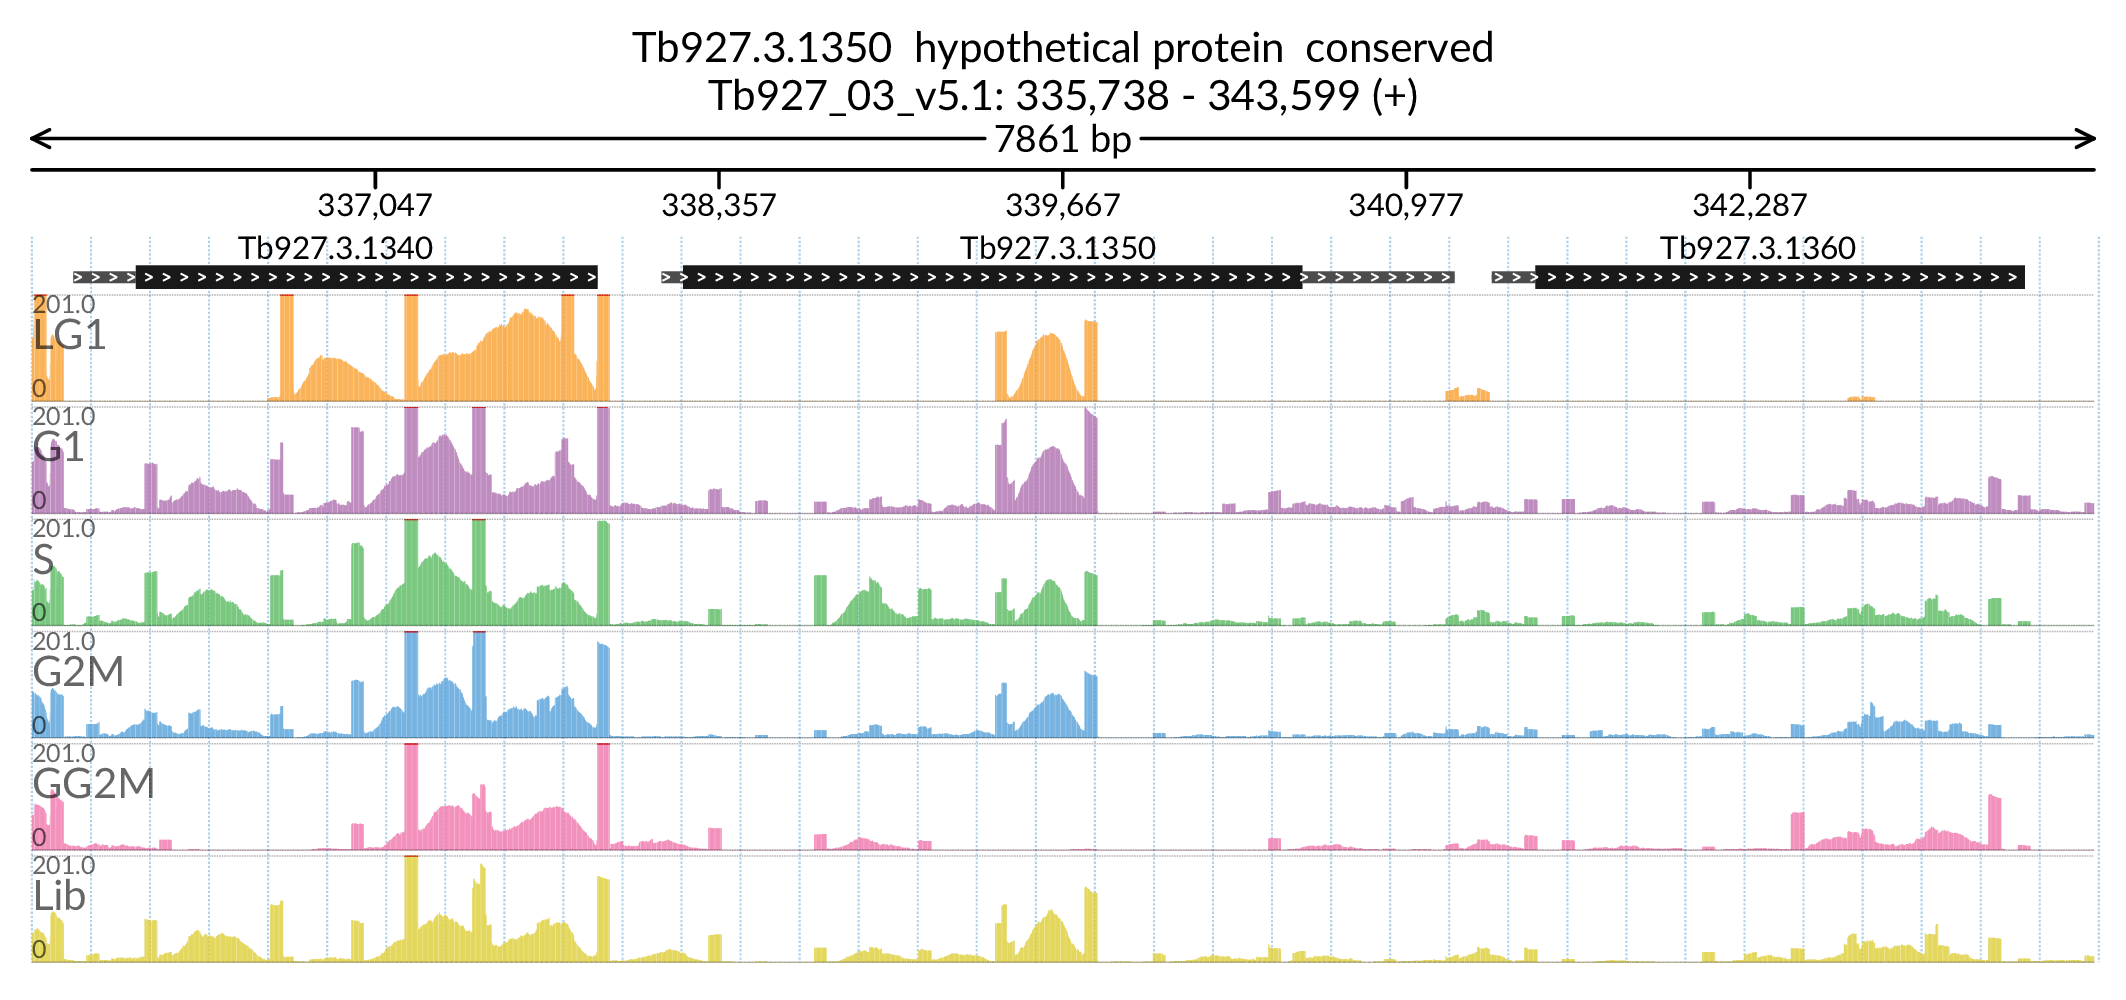 Tb927.3.1350 hypothetical protein conserved
Tb927_03_v5.1: 335,738 - 343,599 (+)
7861 bp
337,047 338,357 339,667 340,977 342,287
Tb927.3.1340 Tb927.3.1350 Tb927.3.1360
201.0
LG1
0
201.0
G1
0
201.0
S
0
201.0
G2M
0
201.0
GG2M
0
201.0
Lib
0